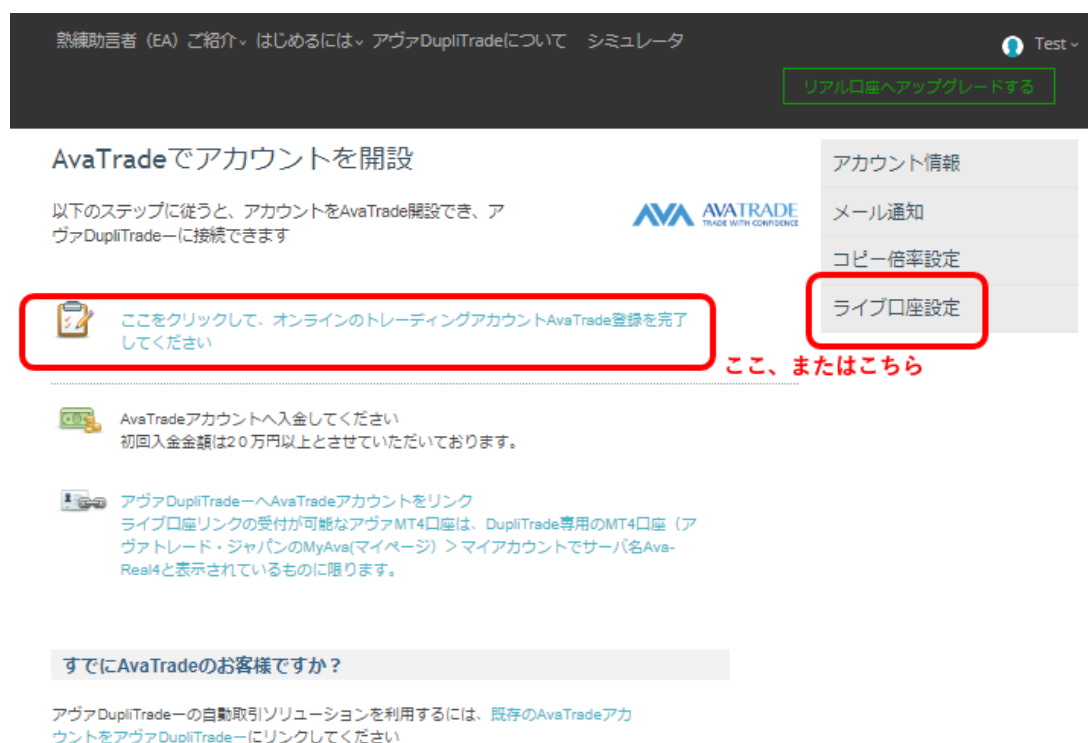 熟練助言者（EA）ご紹介 はじめるには アヴァDupliTradeについて シミュレータ
Test
リアル口座へアップグレードする
AvaTradeでアカウントを開設
以下のステップに従うと、アカウントをAvaTrade開設でき、ア
ヴァDupliTradeーに接続できます
AVATRADE
TRADE WITH CONFIDENCE
アカウント情報
メール通知
コピー倍率設定
ライブ口座設定
ここをクリックして、オンラインのトレーディングアカウントAvaTrade登録を完了
してください
ここ、またはこちら
AvaTradeアカウントへ入金してください
初回入金金額は２０万円以上とさせていただいております。
アヴァDupliTradeーへAvaTradeアカウントをリンク
ライブ口座リンクの受付が可能なアヴァMT4口座は、DupliTrade専用のMT4口座（ア
ヴァトレード・ジャパンのMyAva(マイページ）＞マイアカウントでサーバ名Ava-
Real4と表示されているものに限ります。
すでにAvaTradeのお客様ですか？
アヴァDupliTradeーの自動取引ソリューションを利用するには、既存のAvaTradeアカ
ウントをアヴァDupliTradeーにリンクしてください